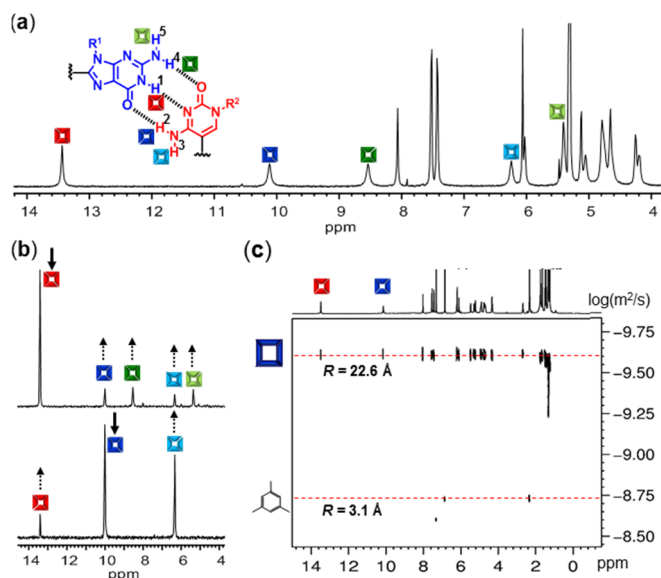 (a)
R¹
N
N
N
N
O
H
5
N
H
4
1
H
O
N
N
R²
2
H
N
H
3
14 13 12 11 10 9 8 7 6 5 4
ppm
(b)
14 12 10 8 6 4
ppm
(c)
log(m²/s)
-9.75
-9.50
-9.25
-9.00
-8.75
-8.50
R = 22.6 Å
R = 3.1 Å
15 14 12 10 8 6 4 2 0 ppm